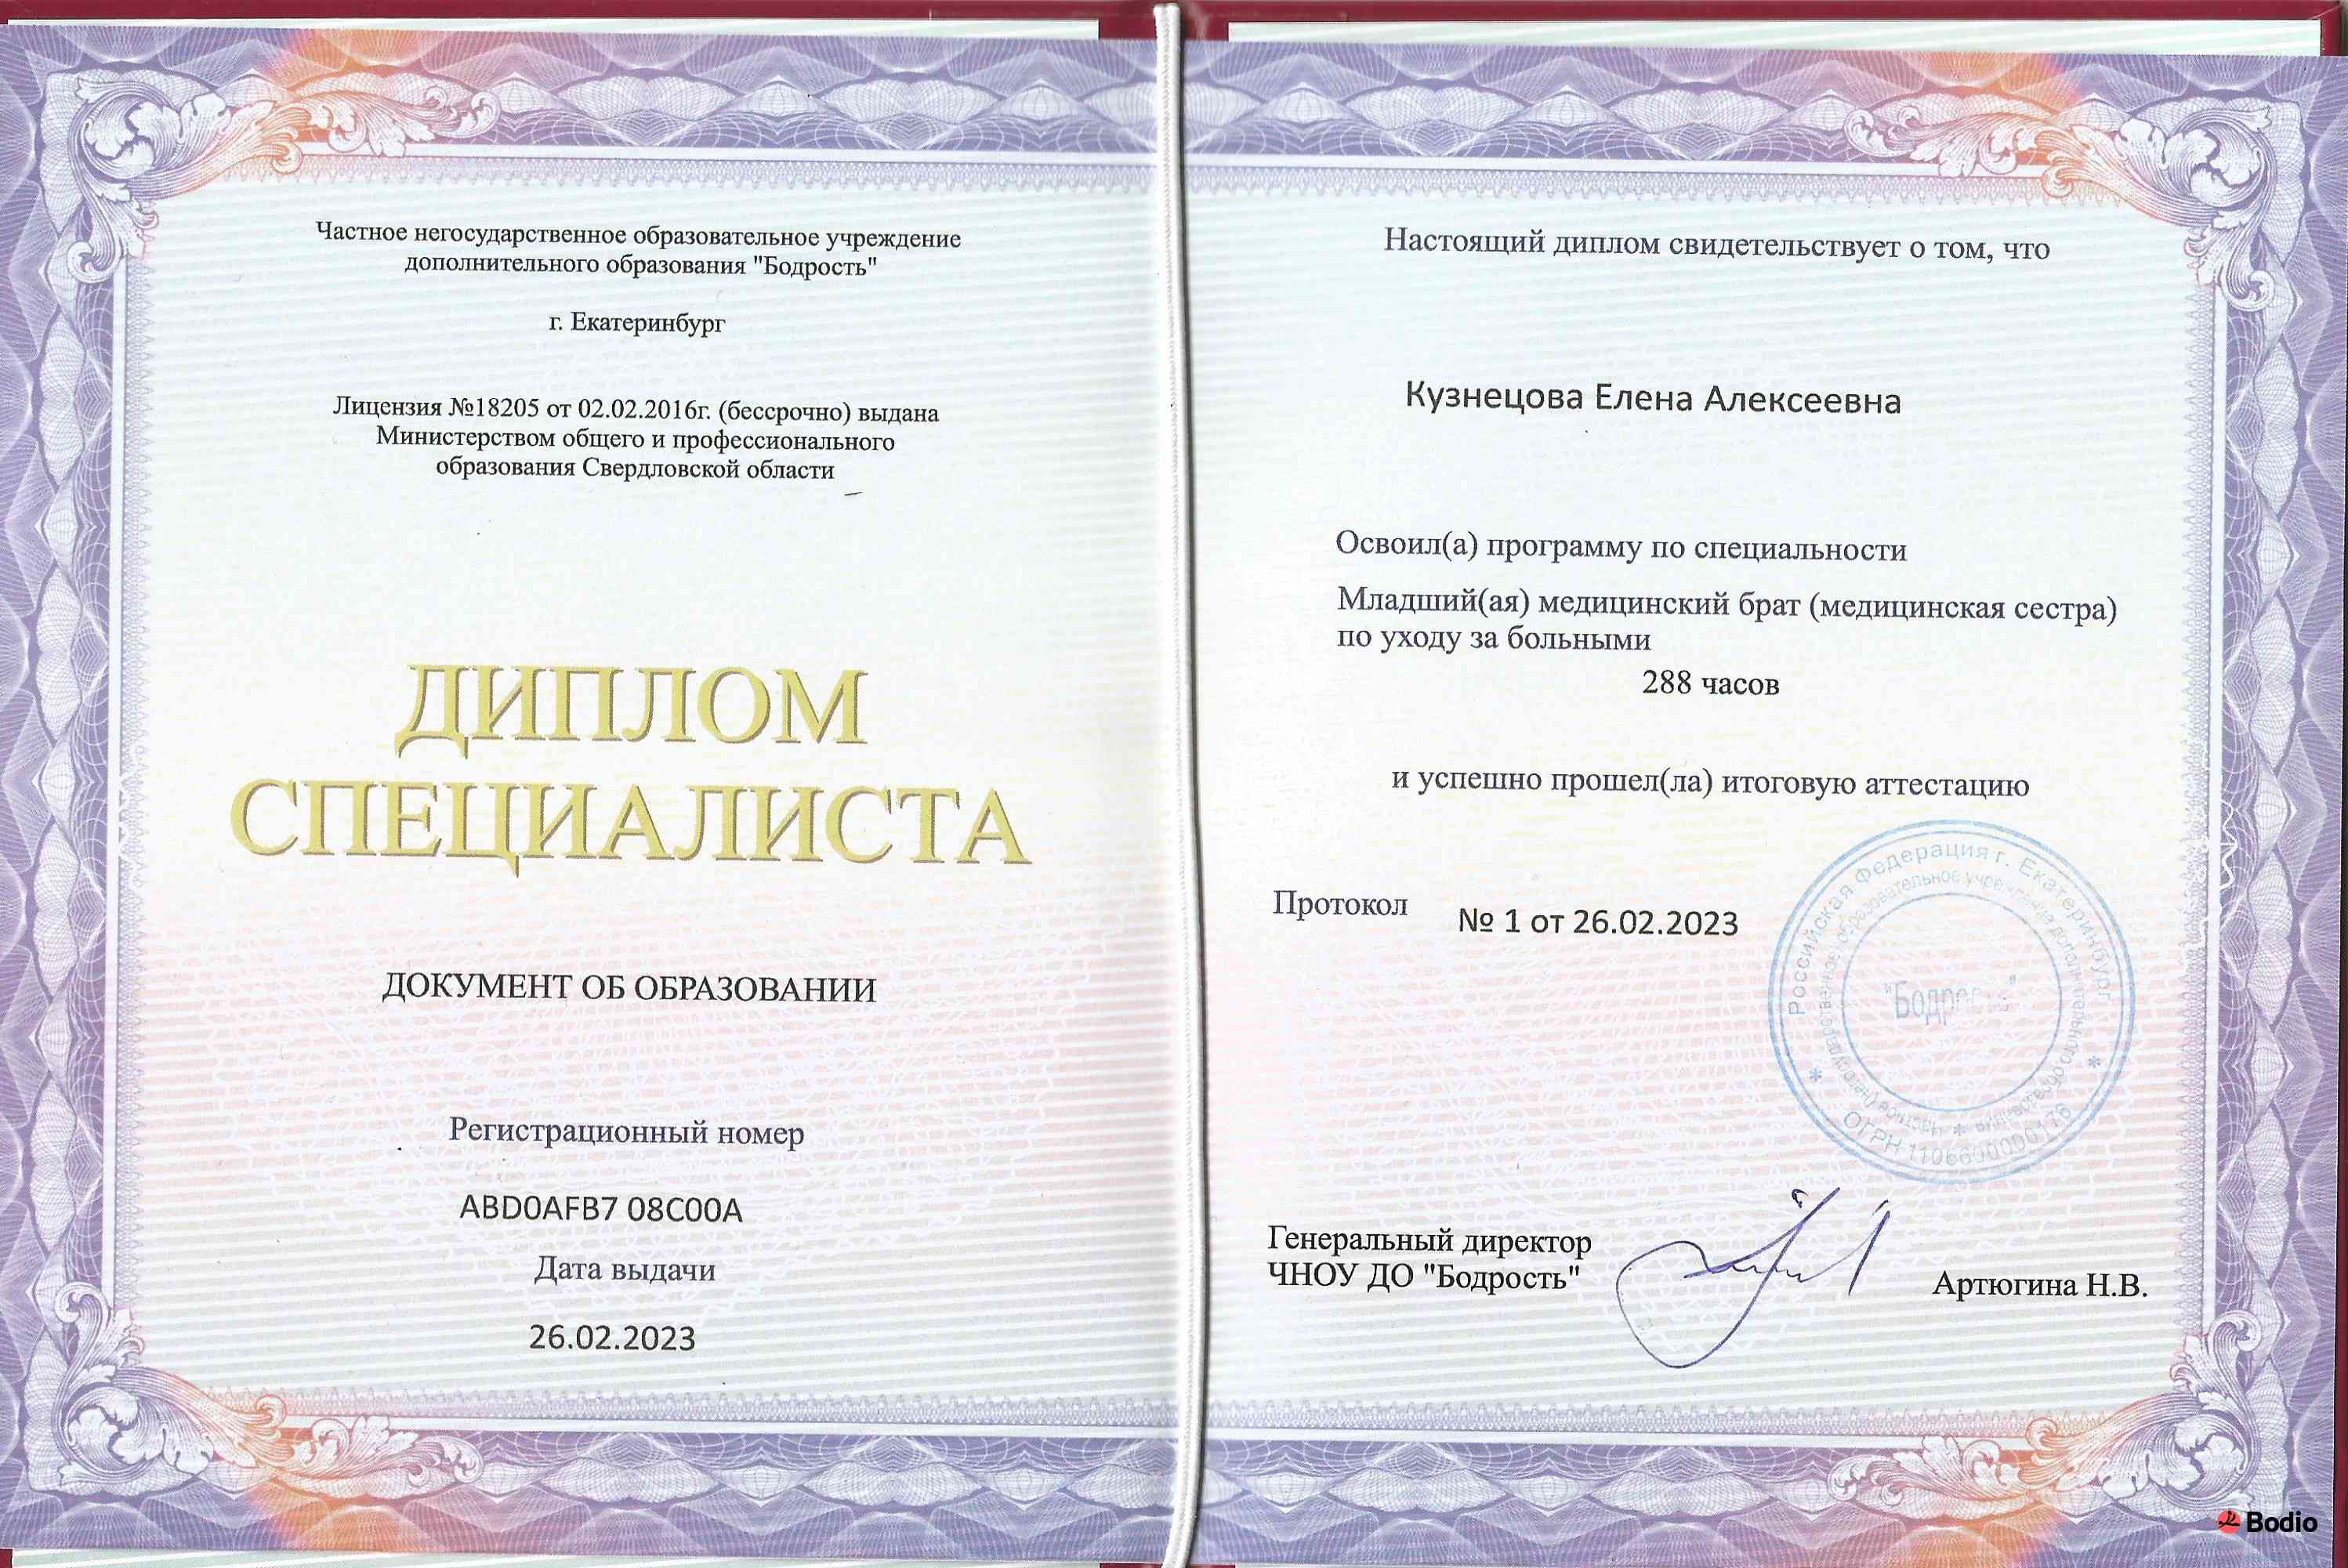 Частное негосударственное образовательное учреждение
дополнительного образования "Бодрость"
г. Екатеринбург
Лицензия №18205 от 02.02.2016г. (бессрочно) выдана
Министерством общего и профессионального
образования Свердловской области
ДИПЛОМ
СПЕЦИАЛИСТА
ДОКУМЕНТ ОБ ОБРАЗОВАНИИ
Регистрационный номер
ABD0AFB7 08C00A
Дата выдачи
26.02.2023
Настоящий диплом свидетельствует о том, что
Кузнецова Елена Алексеевна
Освоил(а) программу по специальности
Младший(ая) медицинский брат (медицинская сестра)
по уходу за больными
288 часов
и успешно прошел(ла) итоговую аттестацию
Протокол № 1 от 26.02.2023
Российская Федерация г. Екатеринбург
образовательное учреждение
ОГРН
Генеральный директор
ЧНОУ ДО "Бодрость"
Артюгина Н.В.
Bodio